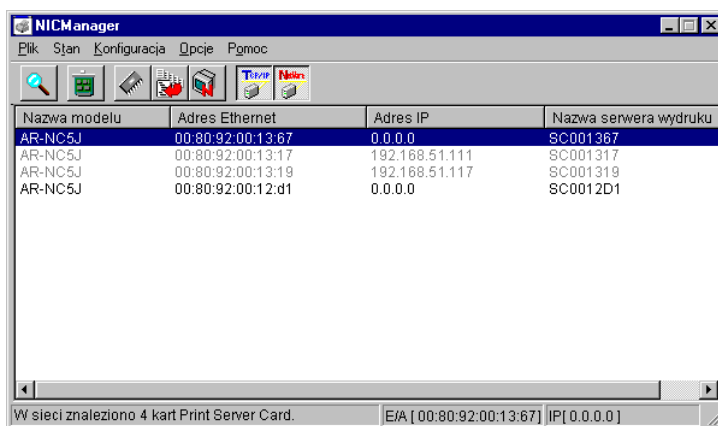 NICManager
Plik Stan Konfiguracja Opcje Pomoc
TCP/IP NetWare
Nazwa modelu Adres Ethernet Adres IP Nazwa serwera wydruku
AR-NC5J 00:80:92:00:13:67 0.0.0.0 SC001367
AR-NC5J 00:80:92:00:13:17 192.168.51.111 SC001317
AR-NC5J 00:80:92:00:13:19 192.168.51.117 SC001319
AR-NC5J 00:80:92:00:12:d1 0.0.0.0 SC0012D1
W sieci znaleziono 4 kart Print Server Card. E/A [ 00:80:92:00:13:67] IP[ 0.0.0.0 ]